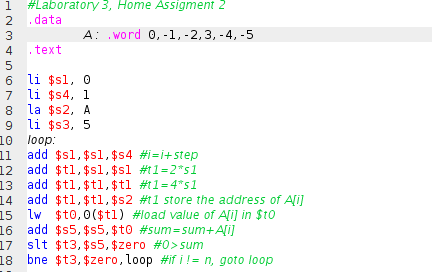 1 #Laboratory 3, Home Assigment 2
2 .data
3 A: .word 0,-1,-2,3,-4,-5
4 .text
5
6 li $s1, 0
7 li $s4, 1
8 la $s2, A
9 li $s3, 5
10 loop:
11 add $s1,$s1,$s4 #i=i+step
12 add $t1,$s1,$s1 #t1=2*s1
13 add $t1,$t1,$t1 #t1=4*s1
14 add $t1,$t1,$s2 #t1 store the address of A[i]
15 lw $t0,0($t1) #load value of A[i] in $t0
16 add $s5,$s5,$t0 #sum=sum+A[i]
17 slt $t3,$s5,$zero #0>sum
18 bne $t3,$zero,loop #if i != n, goto loop